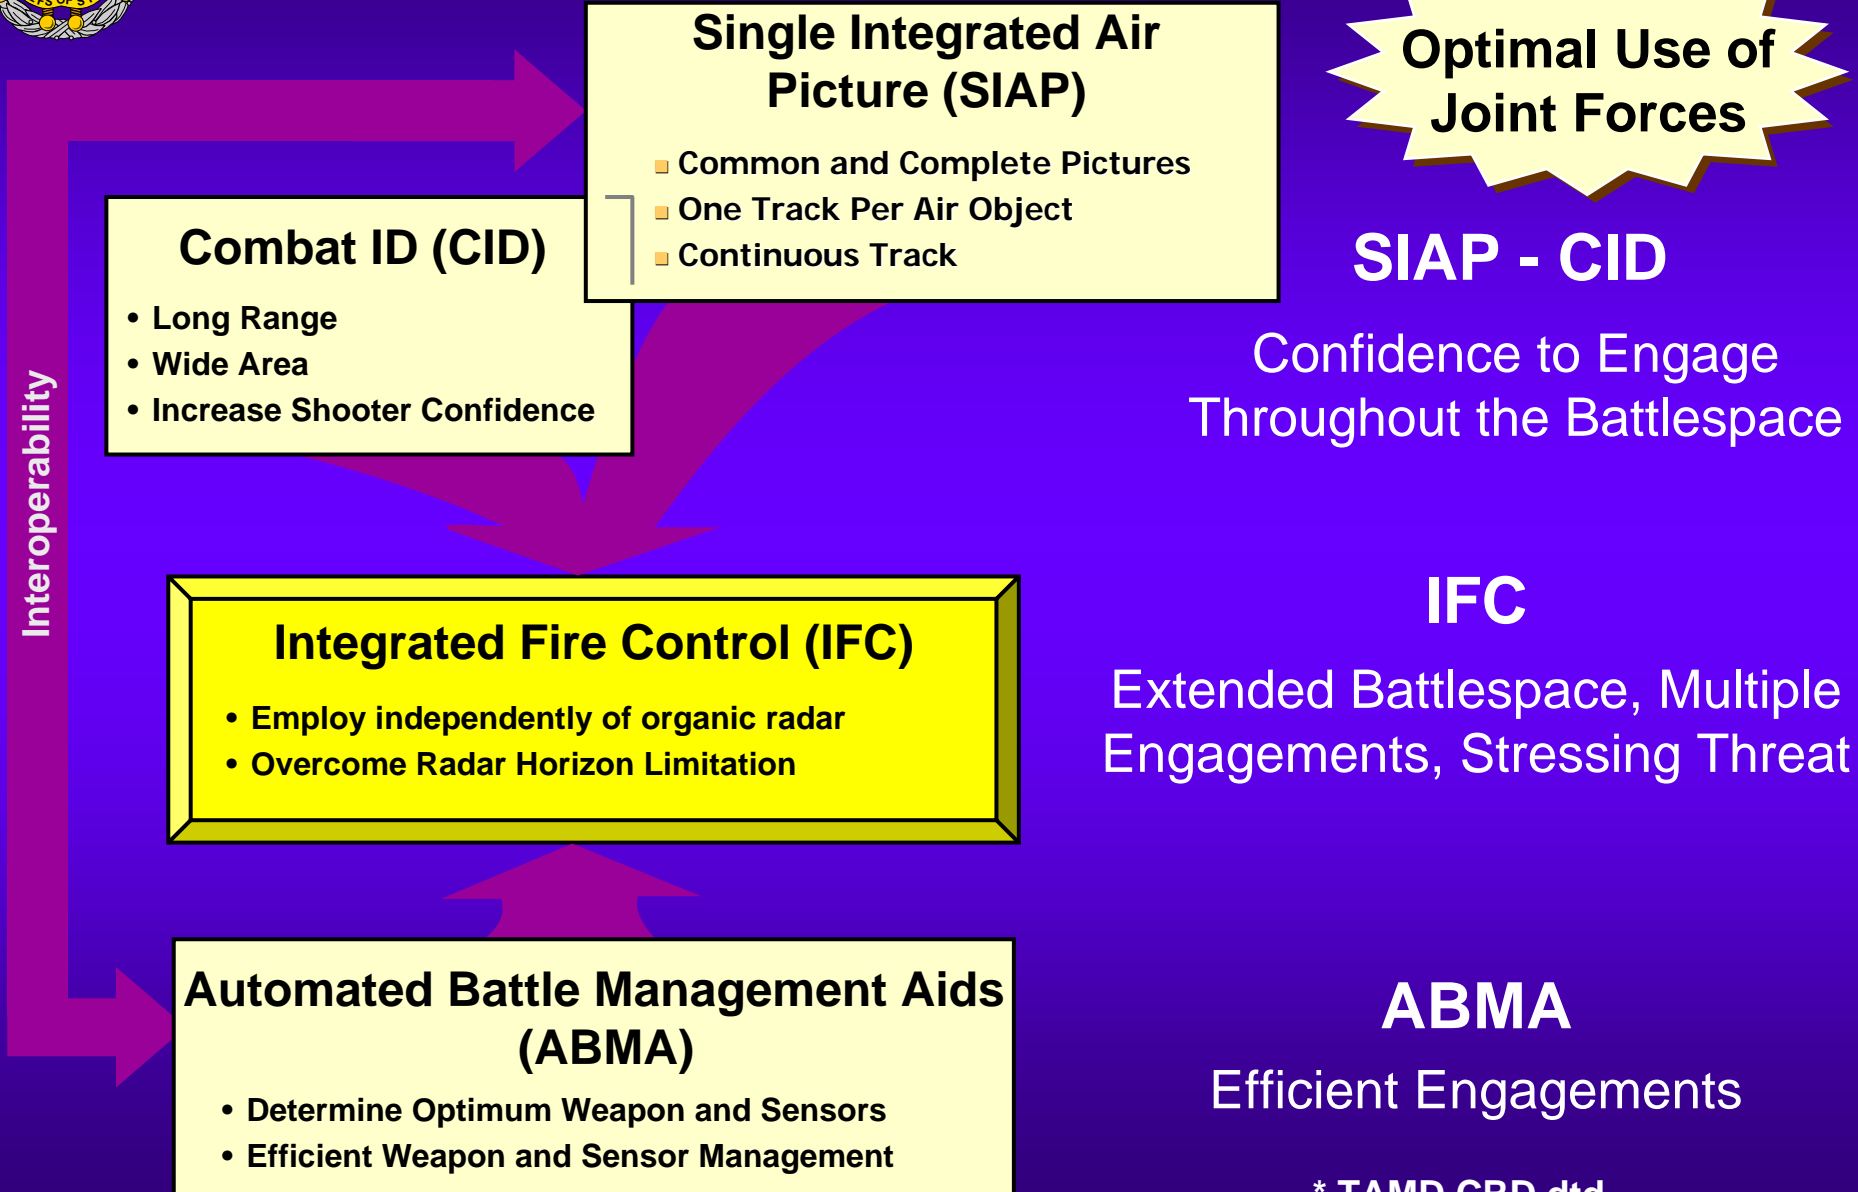 Single Integrated Air
Picture (SIAP)
Common and Complete Pictures
One Track Per Air Object
Continuous Track
Optimal Use of
Joint Forces
Combat ID (CID)
• Long Range
• Wide Area
• Increase Shooter Confidence
SIAP - CID
Confidence to Engage
Throughout the Battlespace
Interoperability
Integrated Fire Control (IFC)
• Employ independently of organic radar
• Overcome Radar Horizon Limitation
IFC
Extended Battlespace, Multiple
Engagements, Stressing Threat
Automated Battle Management Aids
(ABMA)
• Determine Optimum Weapon and Sensors
• Efficient Weapon and Sensor Management
ABMA
Efficient Engagements
* TAMD CRD dtd